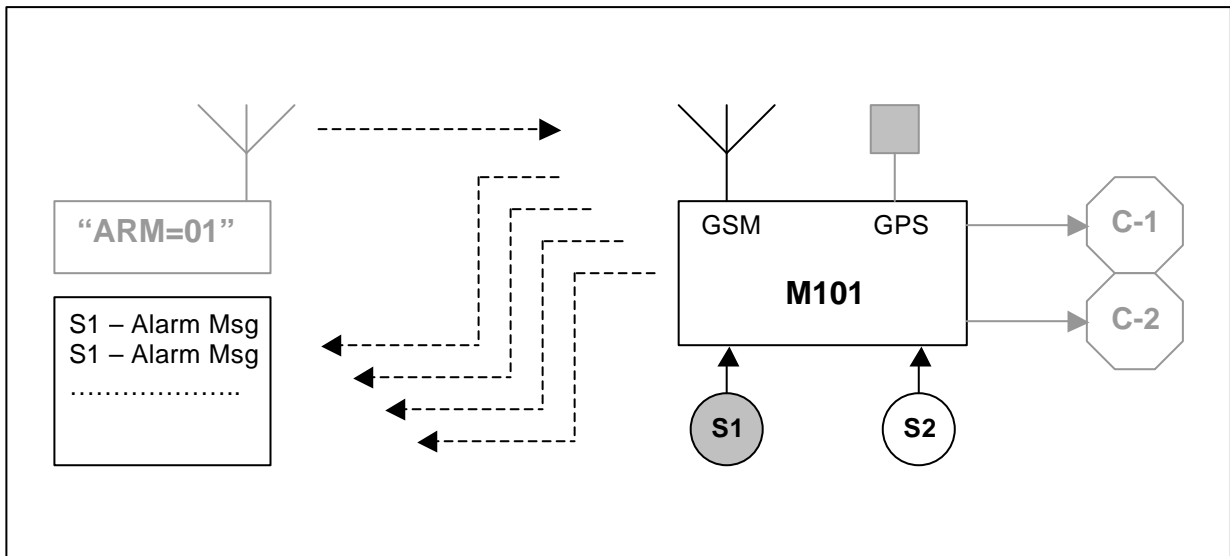 “ARM=01”
S1 – Alarm Msg
S1 – Alarm Msg
………………..
GSM GPS
M101
C-1
C-2
S1
S2